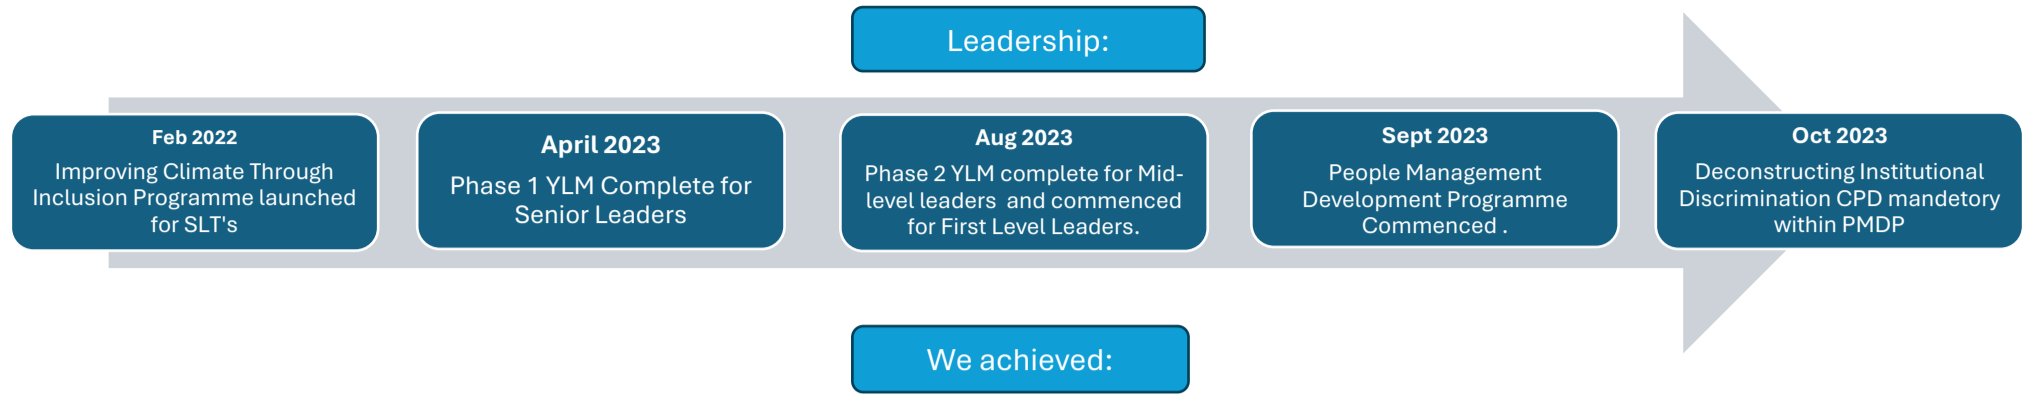 Leadership:
Feb 2022
Improving Climate Through
Inclusion Programme launched
for SLT's
April 2023
Phase 1 YLM Complete for
Senior Leaders
Aug 2023
Phase 2 YLM complete for Mid-
level leaders  and commenced
for First Level Leaders.
Sept 2023
People Management
Development Programme
Commenced .
Oct 2023
Deconstructing Institutional
Discrimination CPD mandetory
within PMDP
We achieved: